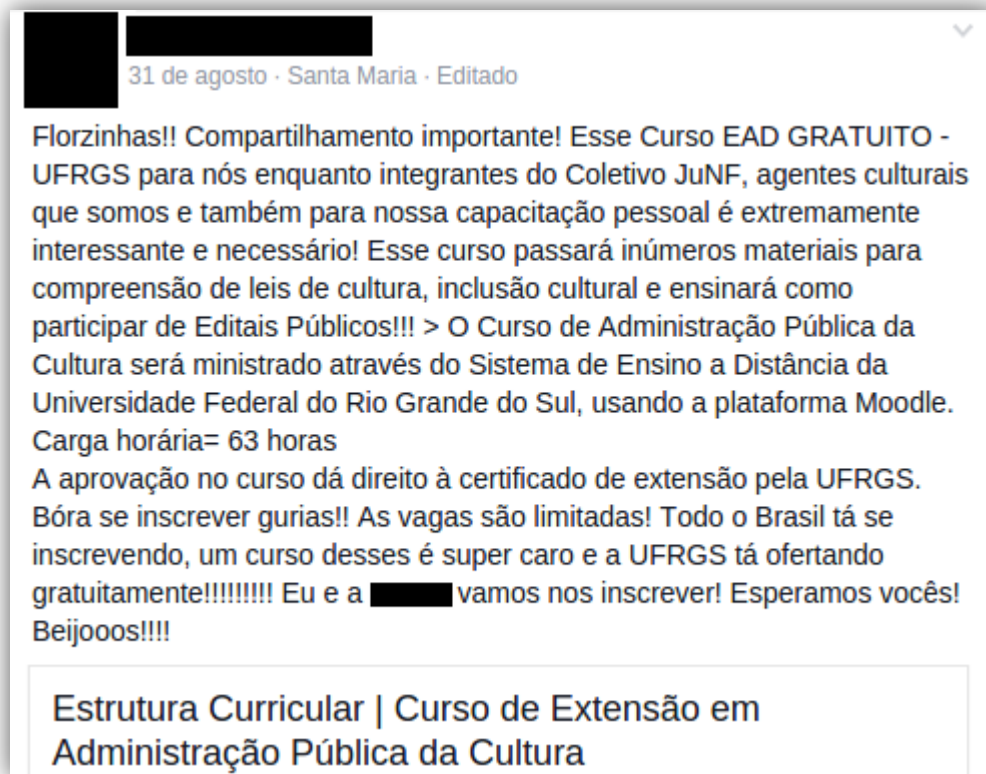 31 de agosto · Santa Maria · Editado
Florzinhas!! Compartilhamento importante! Esse Curso EAD GRATUITO -
UFRGS para nós enquanto integrantes do Coletivo JuNF, agentes culturais
que somos e também para nossa capacitação pessoal é extremamente
interessante e necessário! Esse curso passará inúmeros materiais para
compreensão de leis de cultura, inclusão cultural e ensinará como
participar de Editais Públicos!!! > O Curso de Administração Pública da
Cultura será ministrado através do Sistema de Ensino a Distância da
Universidade Federal do Rio Grande do Sul, usando a plataforma Moodle.
Carga horária= 63 horas
A aprovação no curso dá direito à certificado de extensão pela UFRGS.
Bóra se inscrever gurias!! As vagas são limitadas! Todo o Brasil tá se
inscrevendo, um curso desses é super caro e a UFRGS tá ofertando
gratuitamente!!!!!!!!! Eu e a vamos nos inscrever! Esperamos vocês!
Beijooos!!!!
Estrutura Curricular | Curso de Extensão em
Administração Pública da Cultura